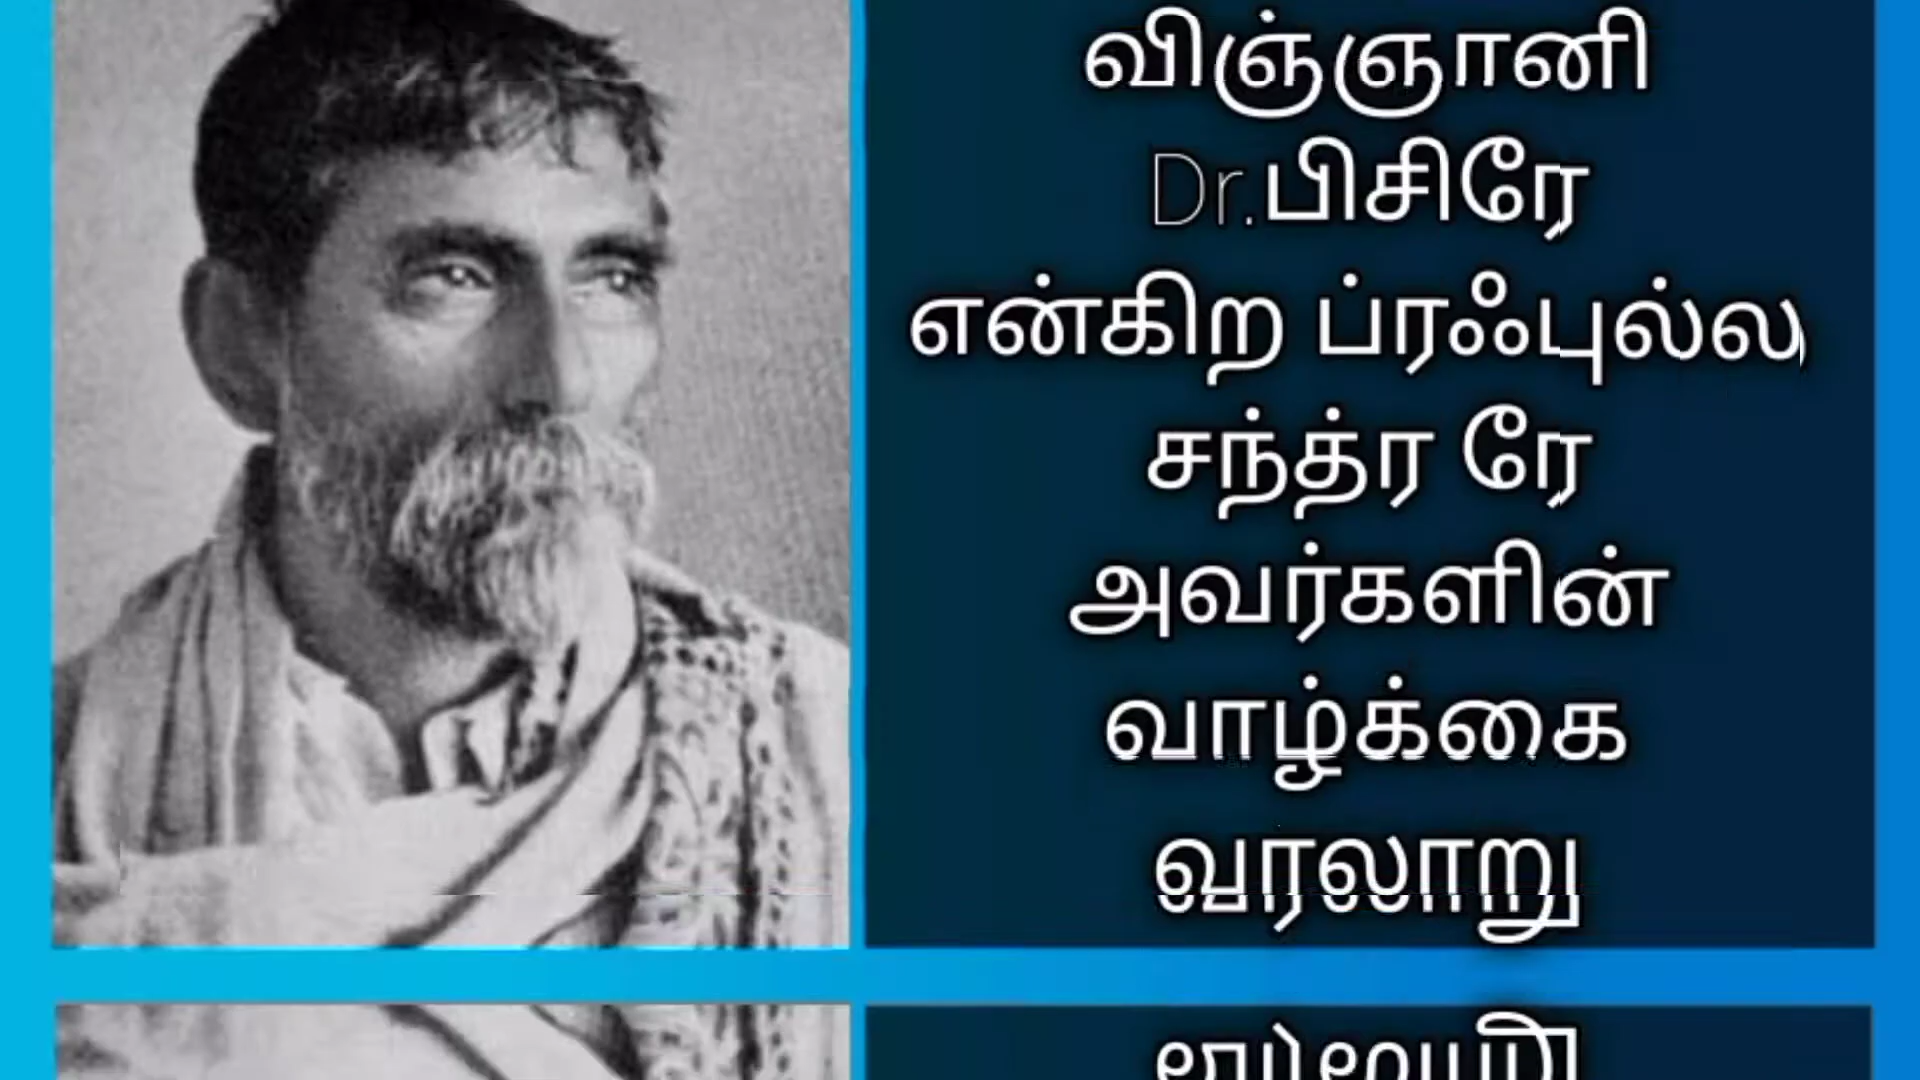 விஞ்ஞானி
Dr.பிசிரே
என்கிற ப்ரஃபுல்ல
சந்த்ர ரே
அவர்களின்
வாழ்க்கை
வரலாறு